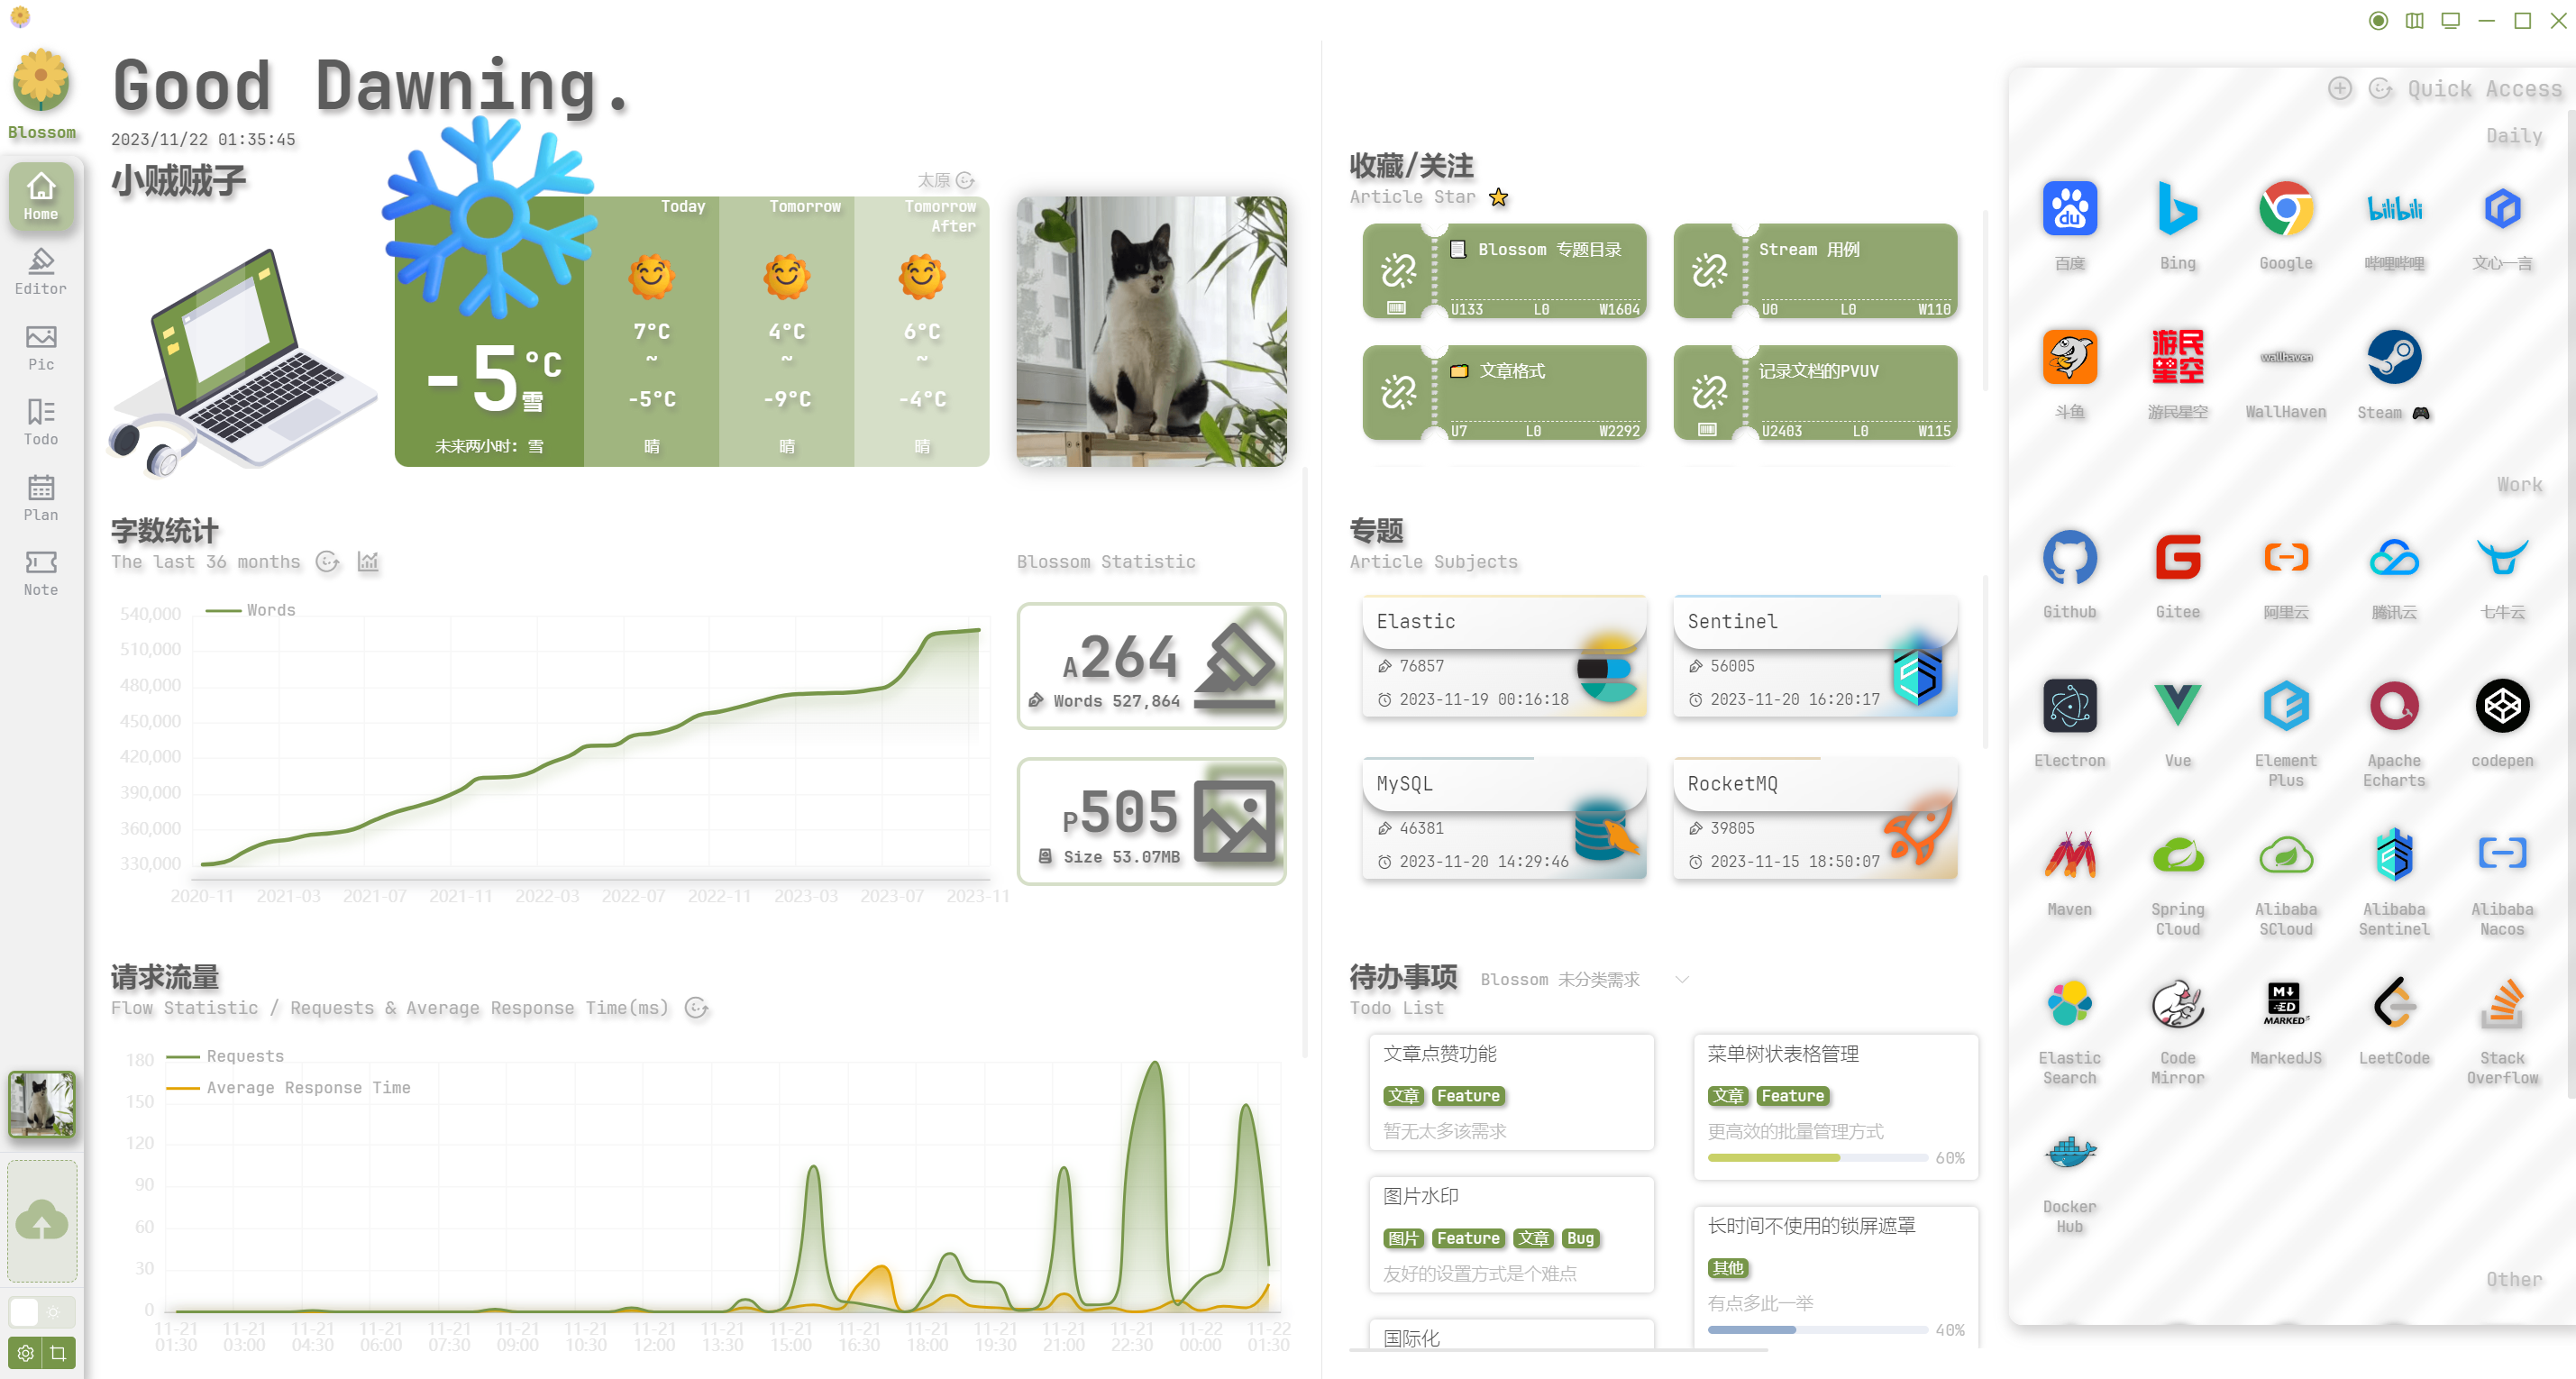 Blossom
Home
Editor
Pic
Todo
Plan
Note
Good Dawning.
2023/11/22 01:35:45
小贼贼子
太原
-5°C
雪
未来两小时：雪
Today
7°C
~
-5°C
晴
Tomorrow
4°C
~
-9°C
晴
Tomorrow
After
6°C
~
-4°C
晴
字数统计
The last 36 months
Words
540,000
510,000
480,000
450,000
420,000
390,000
360,000
330,000
2020-11 2021-03 2021-07 2021-11 2022-03 2022-07 2022-11 2023-03 2023-07 2023-11
Blossom Statistic
A264
Words 527,864
P505
Size 53.07MB
请求流量
Flow Statistic / Requests & Average Response Time(ms)
Requests
Average Response Time
180
150
120
90
60
30
0
11-21 11-21 11-21 11-21 11-21 11-21 11-21 11-21 11-21 11-21 11-21 11-21 11-21 11-21 11-21 11-22 11-22
01:30 03:00 04:30 06:00 07:30 09:00 10:30 12:00 13:30 15:00 16:30 18:00 19:30 21:00 22:30 00:00 01:30
收藏/关注
Article Star
Blossom 专题目录
U133 L0 W1604
Stream 用例
U0 L0 W110
文章格式
U7 L0 W2292
记录文档的PVUV
U2403 L0 W115
专题
Article Subjects
Elastic
76857
2023-11-19 00:16:18
Sentinel
56005
2023-11-20 16:20:17
MySQL
46381
2023-11-20 14:29:46
RocketMQ
39805
2023-11-15 18:50:07
待办事项
Blossom 未分类需求
Todo List
文章点赞功能
文章 Feature
暂无太多该需求
图片水印
图片 Feature 文章 Bug
友好的设置方式是个难点
国际化
菜单树状表格管理
文章 Feature
更高效的批量管理方式
60%
长时间不使用的锁屏遮罩
其他
有点多此一举
40%
Quick Access
Daily
du
bilibili
百度 Bing Google 哔哩哔哩 文心一言
游民
星空
wallhaven
斗鱼 游民星空 WallHaven Steam
Work
Github Gitee 阿里云 腾讯云 七牛云
Electron Vue Element
Plus
Apache
Echarts
codepen
Maven Spring
Cloud
Alibaba
SCloud
Alibaba
Sentinel
Alibaba
Nacos
M↓
ED
MARKED
Elastic
Search
Code
Mirror
MarkedJS LeetCode Stack
Overflow
Docker
Hub
Other